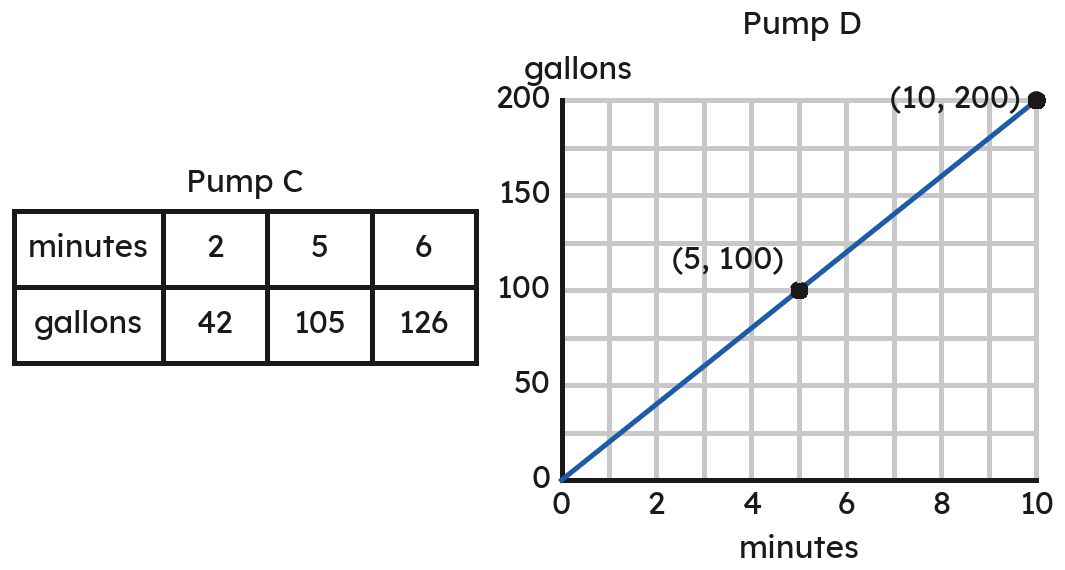 Pump C
minutes 2 5 6
gallons 42 105 126
Pump D
gallons
200
150
100
50
0
(10, 200)
(5, 100)
0 2 4 6 8 10
minutes